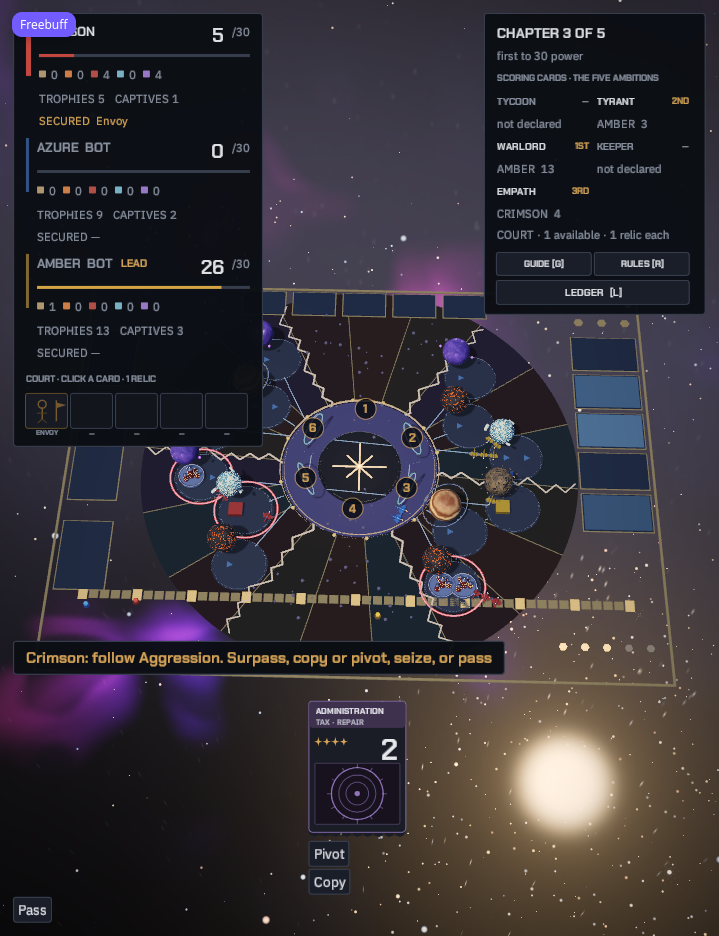 Freebuff
SON 5 /30
0 0 4 0 4
TROPHIES 5 CAPTIVES 1
SECURED Envoy
AZURE BOT 0 /30
0 0 0 0 0
TROPHIES 9 CAPTIVES 2
SECURED —
AMBER BOT LEAD 26 /30
1 0 0 0 0
TROPHIES 13 CAPTIVES 3
SECURED —
COURT · CLICK A CARD · 1 RELIC
ENVOY – – – –
CHAPTER 3 OF 5
first to 30 power
SCORING CARDS · THE FIVE AMBITIONS
TYCOON – TYRANT 2ND
not declared AMBER 3
WARLORD 1ST KEEPER –
AMBER 13 not declared
EMPATH 3RD
CRIMSON 4
COURT · 1 available · 1 relic each
GUIDE [G] RULES [R]
LEDGER [L]
1
6 2
5 3
4
Crimson: follow Aggression. Surpass, copy or pivot, seize, or pass
ADMINISTRATION
TAX · REPAIR
2
Pivot
Copy
Pass